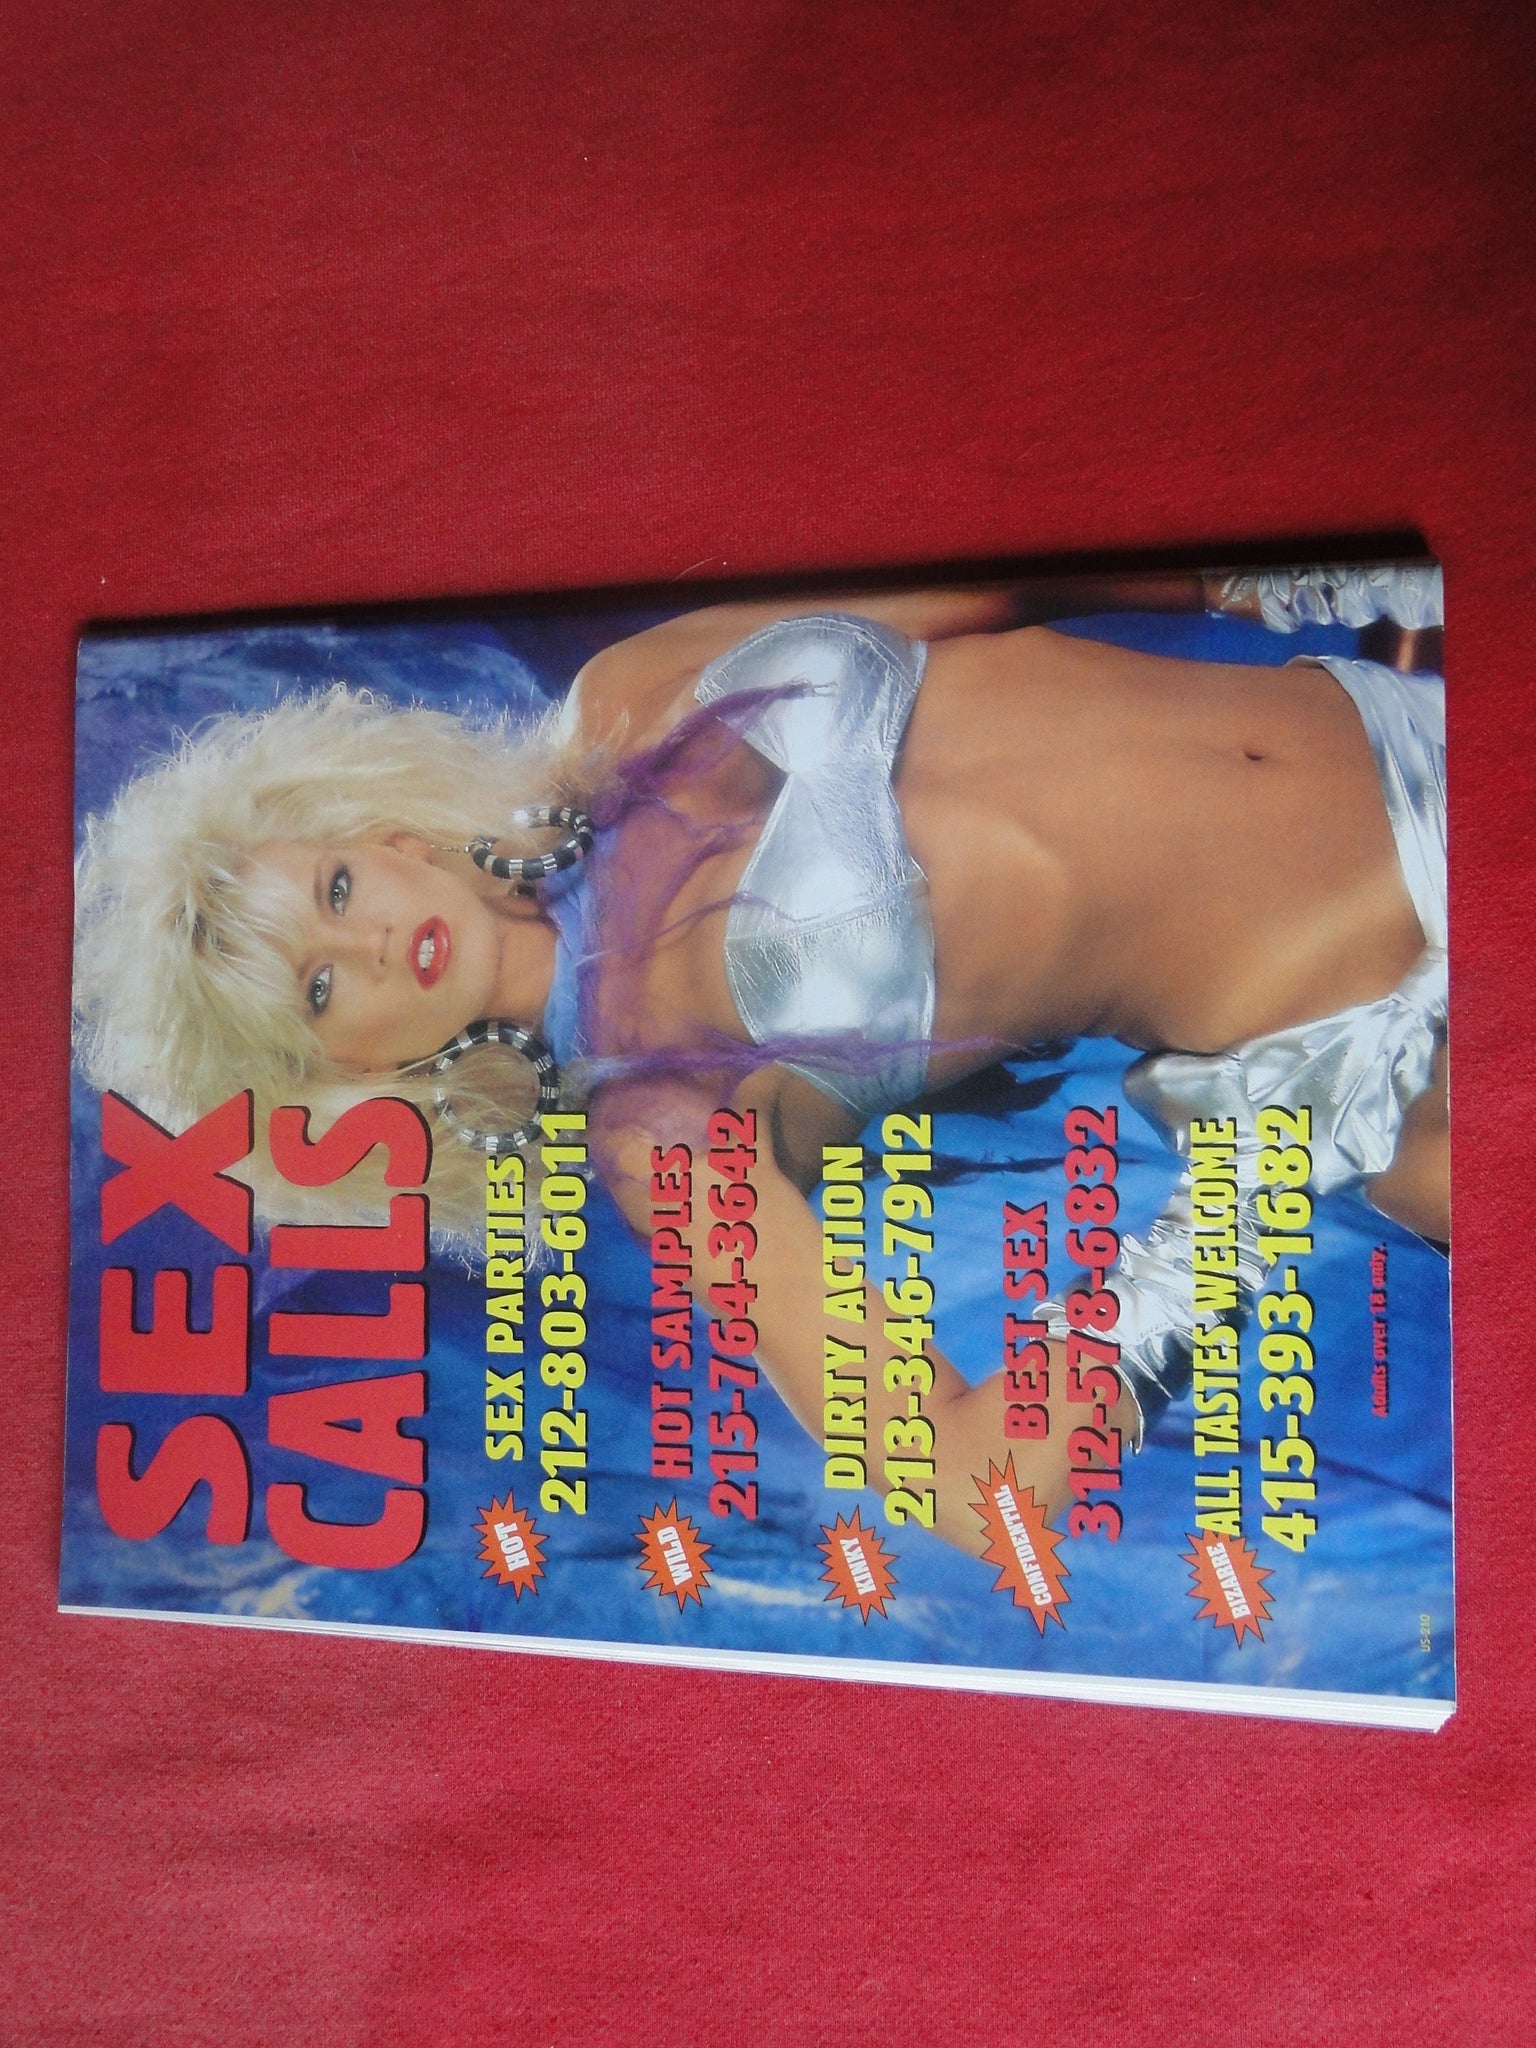 SEX
CALLS
HOT
SEX PARTIES
212-803-6011
WILD
HOT SAMPLES
215-764-3642
KINKY
DIRTY ACTION
213-346-7912
CONFIDENTIAL
BEST SEX
312-578-6832
BIZARRE
ALL TASTES WELCOME
415-393-1682
Adults over 18 only.
US-210